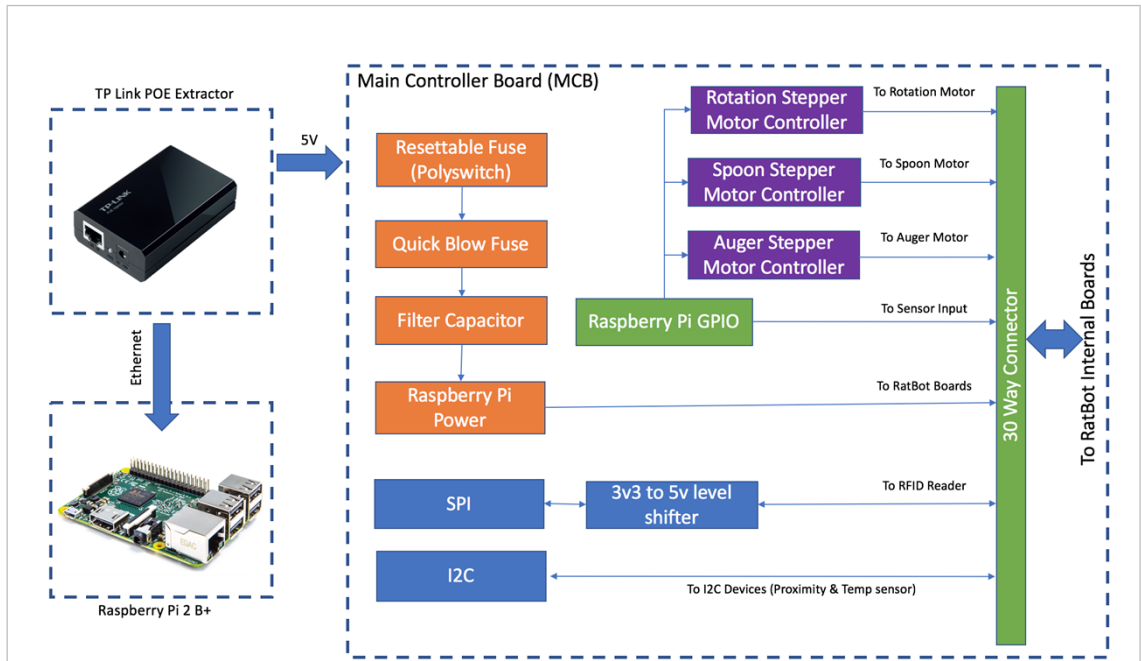 TP Link POE Extractor
TP-LINK
5V
Ethernet
Raspberry Pi 2 B+
Main Controller Board (MCB)
Resettable Fuse
(Polyswitch)
Quick Blow Fuse
Filter Capacitor
Raspberry Pi
Power
SPI
I2C
Rotation Stepper
Motor Controller
Spoon Stepper
Motor Controller
Auger Stepper
Motor Controller
Raspberry Pi GPIO
3v3 to 5v level
shifter
To Rotation Motor
To Spoon Motor
To Auger Motor
To Sensor Input
To RatBot Boards
To RFID Reader
To I2C Devices (Proximity & Temp sensor)
30 Way Connector
To RatBot Internal Boards